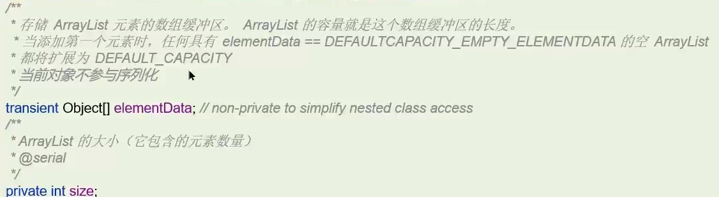 /**
* 存储 ArrayList 元素的数组缓冲区。 ArrayList 的容量就是这个数组缓冲区的长度。
* 当添加第一个元素时，任何具有 elementData == DEFAULTCAPACITY_EMPTY_ELEMENTDATA 的空 ArrayList
* 都将扩展为 DEFAULT_CAPACITY
* 当前对象不参与序列化
*/
transient Object[] elementData; // non-private to simplify nested class access
/**
* ArrayList 的大小（它包含的元素数量）
* @serial
*/
private int size;